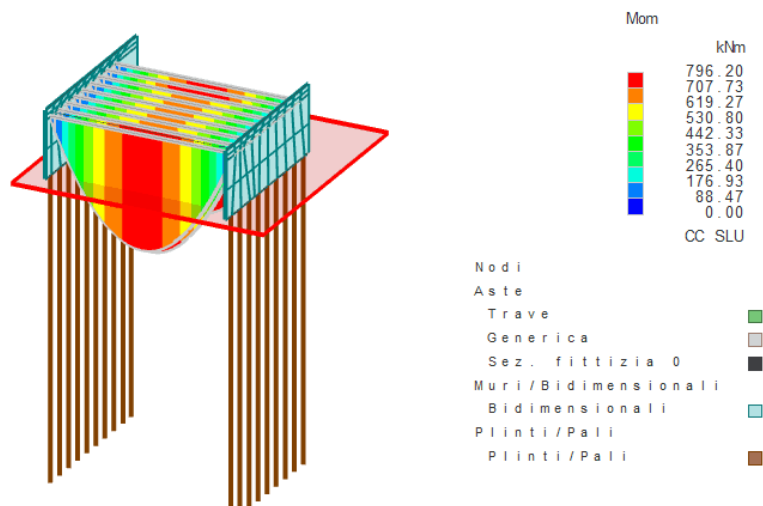 Mom
kNm
796.20
707.73
619.27
530.80
442.33
353.87
265.40
176.93
88.47
0.00
CC SLU
Nodi
Aste
Trave
Generica
Sez. fittizia 0
Muri/Bidimensionali
Bidimensionali
Plinti/Pali
Plinti/Pali